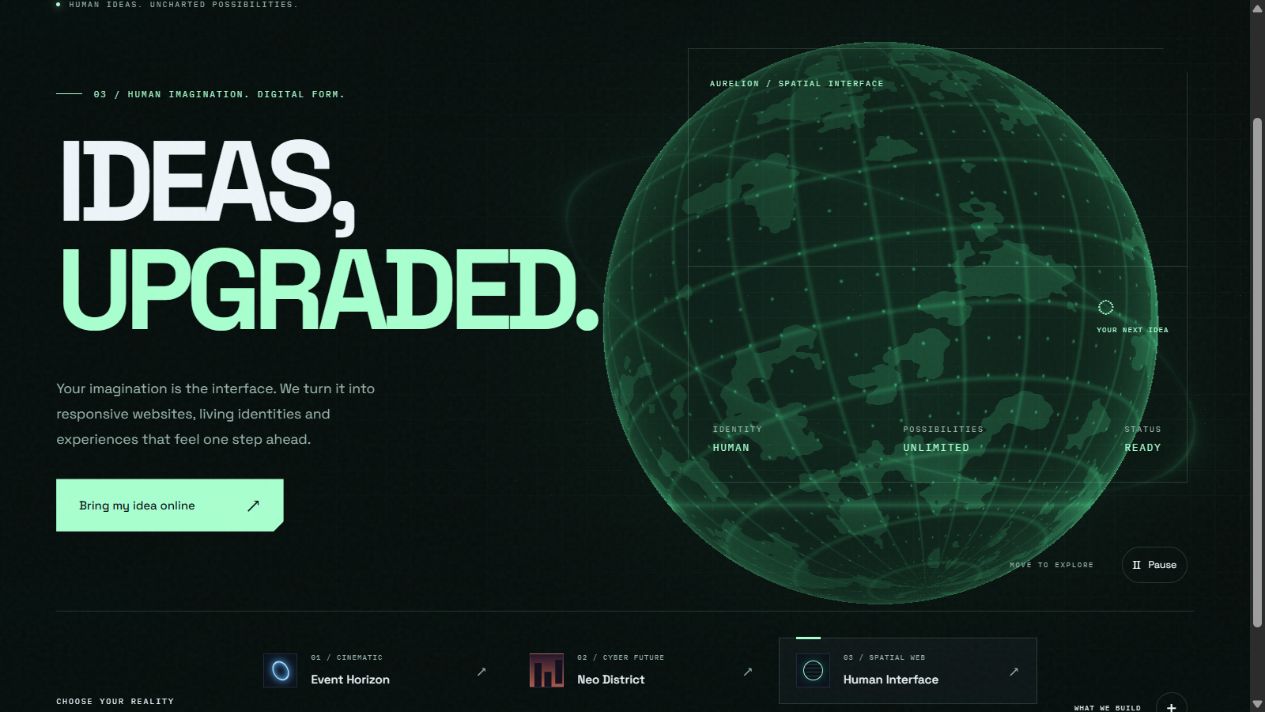 HUMAN IDEAS. UNCHARTED POSSIBILITIES.
03 / HUMAN IMAGINATION. DIGITAL FORM.
IDEAS,
UPGRADED.
Your imagination is the interface. We turn it into
responsive websites, living identities and
experiences that feel one step ahead.
Bring my idea online
AURELION / SPATIAL INTERFACE
YOUR NEXT IDEA
IDENTITY
HUMAN
POSSIBILITIES
UNLIMITED
STATUS
READY
MOVE TO EXPLORE
Pause
CHOOSE YOUR REALITY
01 / CINEMATIC
Event Horizon
02 / CYBER FUTURE
Neo District
03 / SPATIAL WEB
Human Interface
WHAT WE BUILD